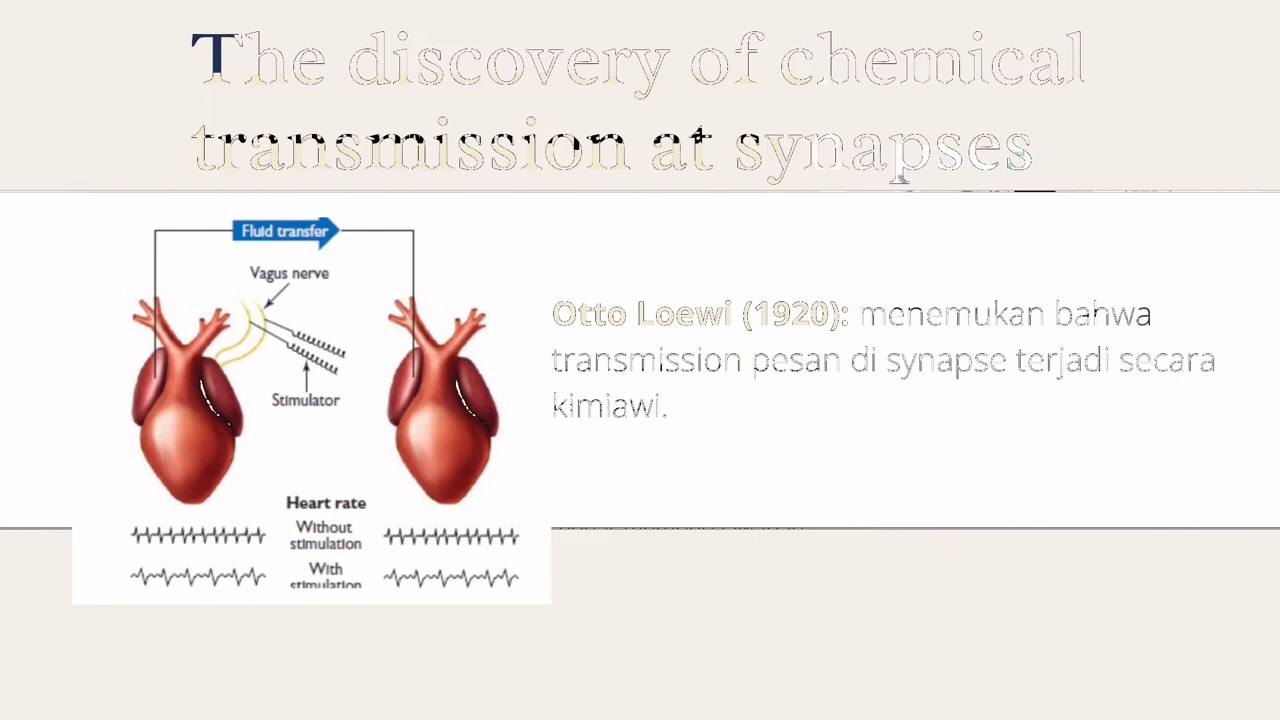 The discovery of chemical
transmission at synapses
Fluid transfer
Vagus nerve
Otto Loewi (1920): menemukan bahwa
transmission pesan di synapse terjadi secara
kimiawi.
Stimulator
Heart rate
Without
stimulation
With
stimulation